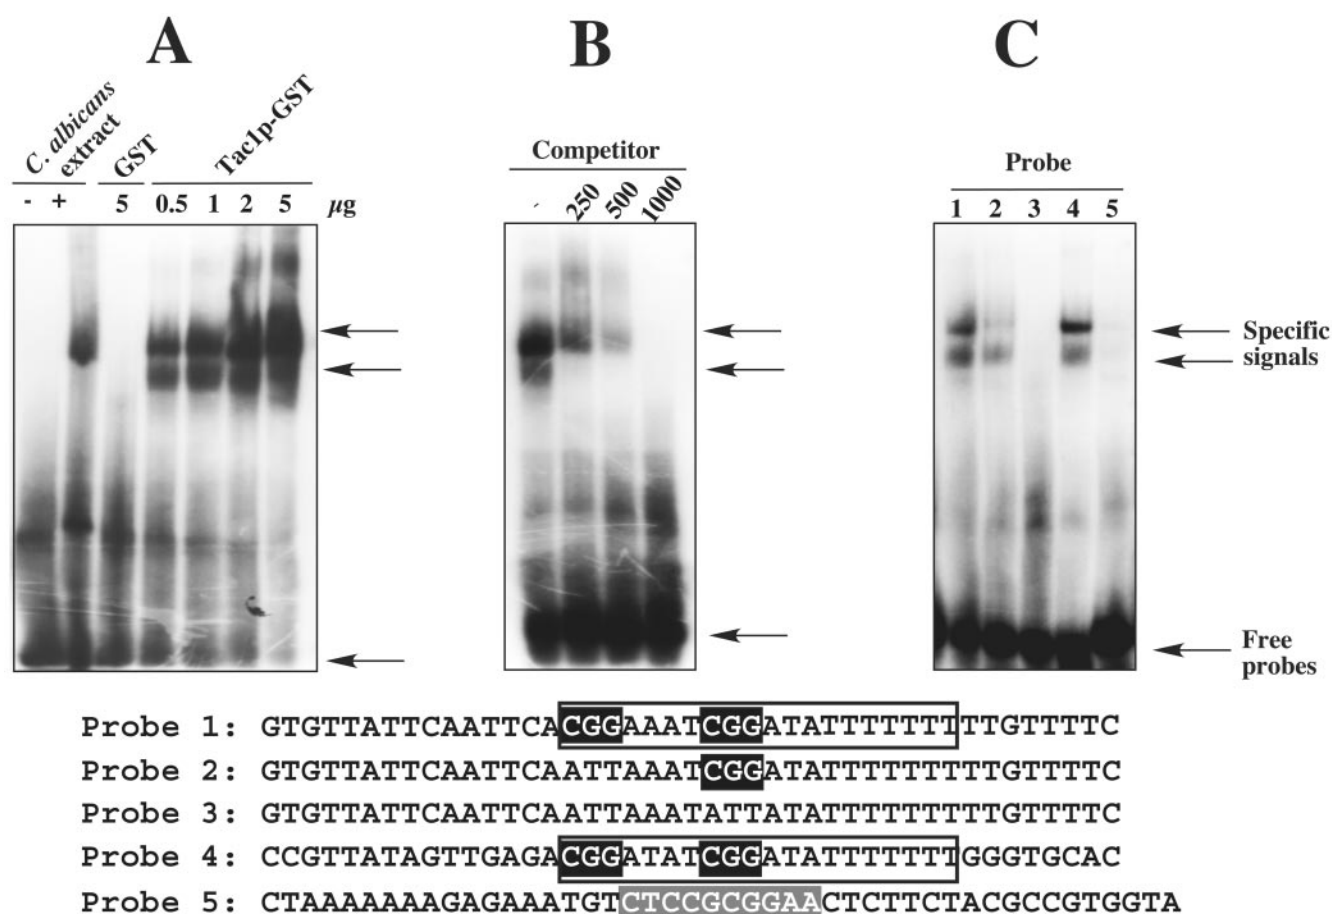 A
B
C
C. albicans
extract
GST
Tac1p-GST
- + 5 0.5 1 2 5 µg
Competitor
- 250 500 1000
Probe
1 2 3 4 5
Specific
signals
Free
probes
Probe 1: GTGTTATTCAATTCACGGAAATCGGATATTTTTTTTTGTTTTC
Probe 2: GTGTTATTCAATTCAATTAAATCGGATATTTTTTTTTGTTTTC
Probe 3: GTGTTATTCAATTCAATTAAATATTATATTTTTTTTTGTTTTC
Probe 4: CCGTTATAGTTGAGACGGATATCGGATATTTTTTTGGGTGCAC
Probe 5: CTAAAAAAAGAGAAATGTCTCCGCGGAACTCTTCTACGCCGTGGTA